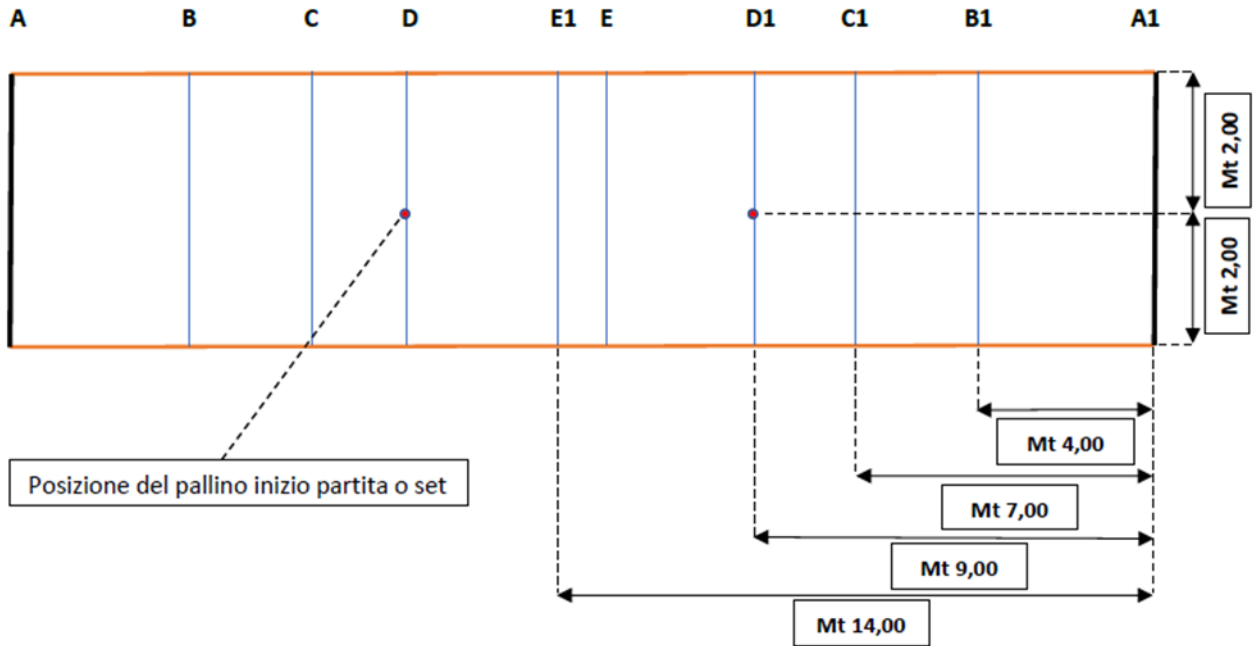 A B C D E1 E D1 C1 B1 A1
Mt 2,00
Mt 2,00
Posizione del pallino inizio partita o set
Mt 4,00
Mt 7,00
Mt 9,00
Mt 14,00